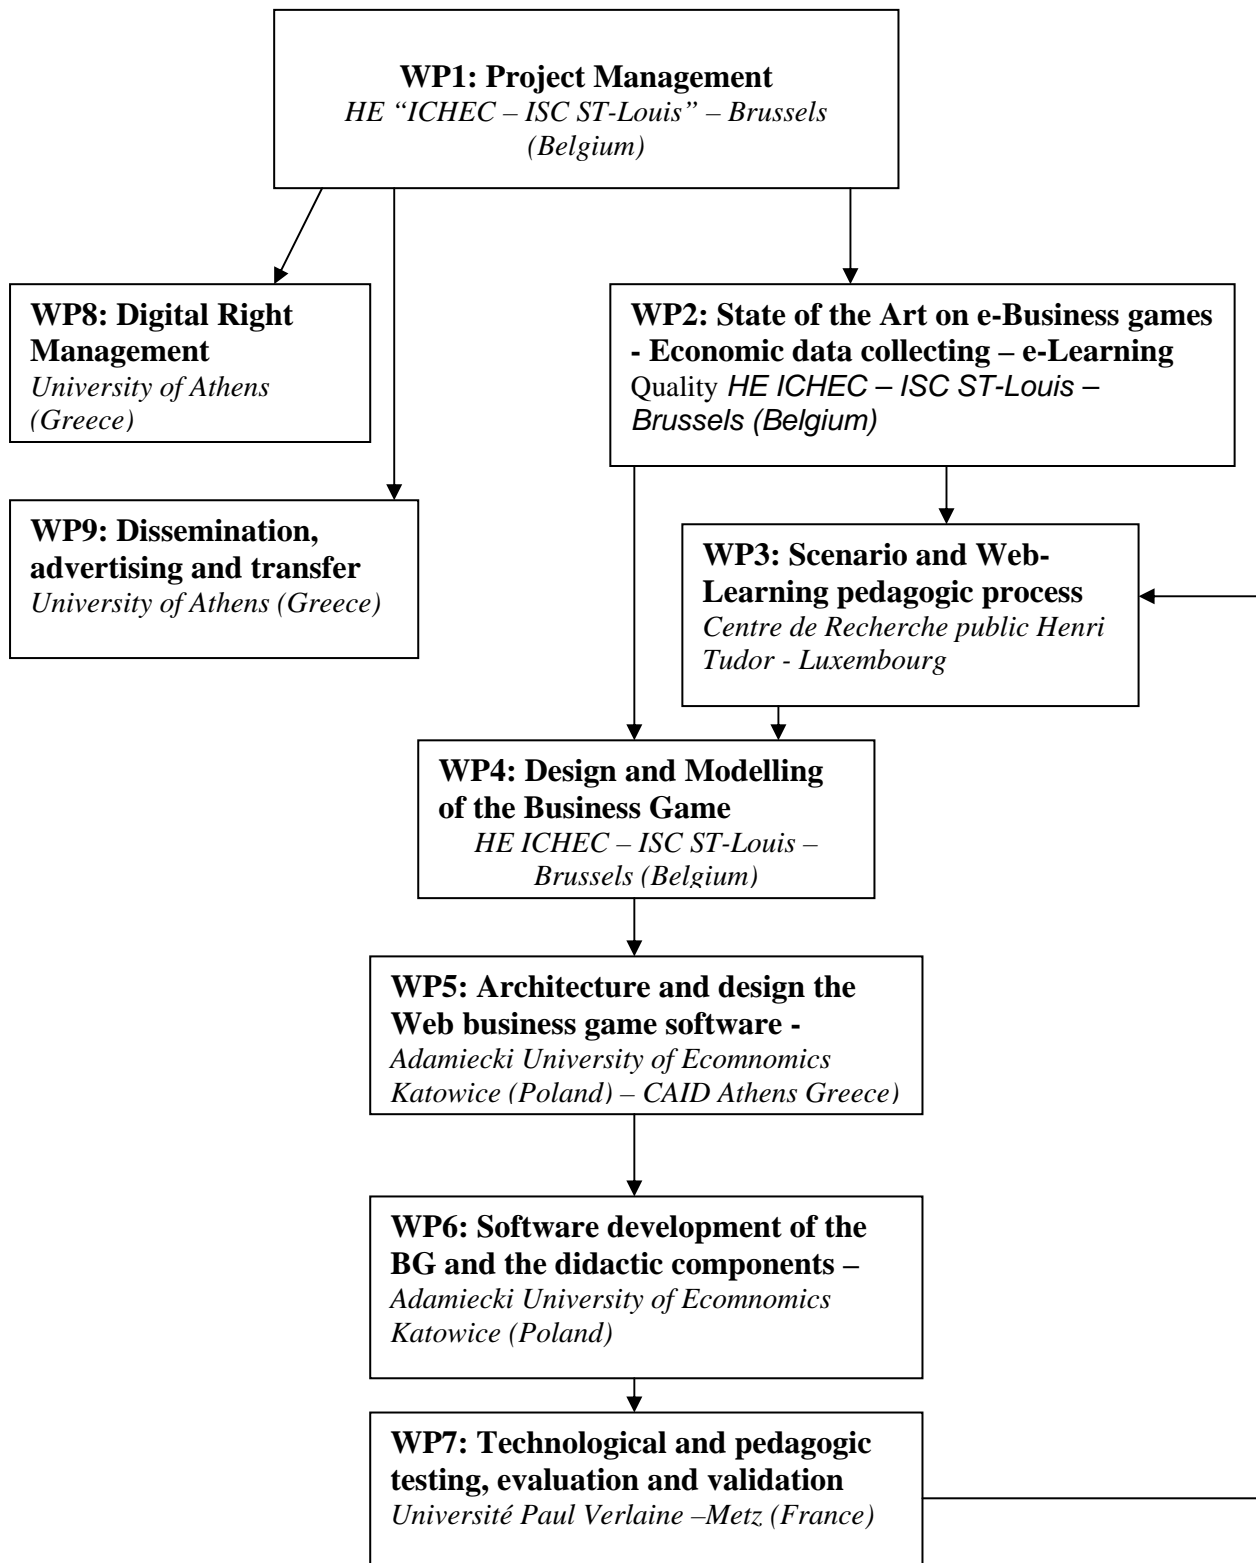 WP1: Project Management
HE “ICHEC – ISC ST-Louis” – Brussels
(Belgium)
WP8: Digital Right
Management
University of Athens
(Greece)
WP2: State of the Art on e-Business games
- Economic data collecting – e-Learning
Quality HE ICHEC – ISC ST-Louis –
Brussels (Belgium)
WP9: Dissemination,
advertising and transfer
University of Athens (Greece)
WP3: Scenario and Web-
Learning pedagogic process
Centre de Recherche public Henri
Tudor - Luxembourg
WP4: Design and Modelling
of the Business Game
HE ICHEC – ISC ST-Louis –
Brussels (Belgium)
WP5: Architecture and design the
Web business game software -
Adamiecki University of Ecomnomics
Katowice (Poland) – CAID Athens Greece)
WP6: Software development of the
BG and the didactic components –
Adamiecki University of Ecomnomics
Katowice (Poland)
WP7: Technological and pedagogic
testing, evaluation and validation
Université Paul Verlaine –Metz (France)